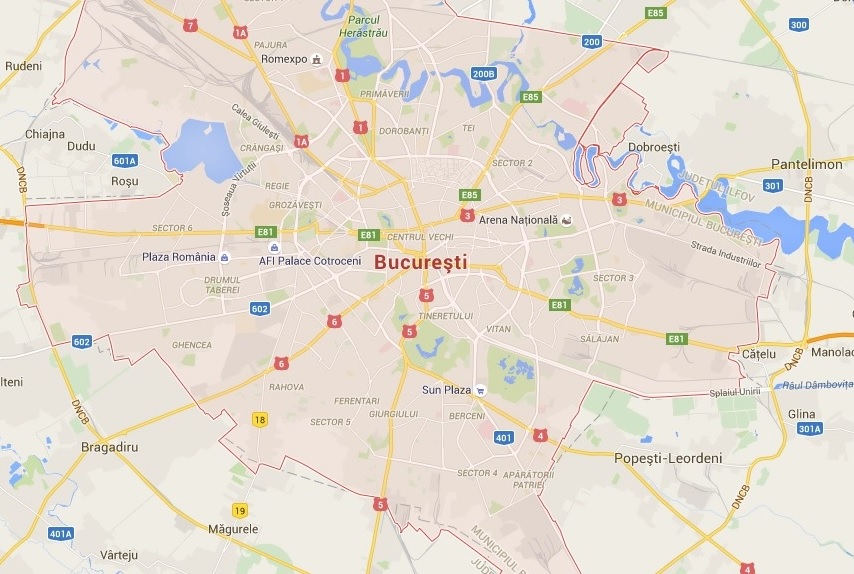 E85
300
7
1A
Parcul
Herăstrău
200
PAJURA
Romexpo
Rudeni
1
200B
PRIMĂVERII
E85
Calea Giulești
1
DOROBANȚI
TEI
Chiajna
Dudu
1A
CRÂNGAȘI
Dobroești
601A
SECTOR 2
Pantelimon
Roșu
DNCB
Șoseaua Virtuții
REGIE
JUDEȚUL ILFOV
301
DNCB
E85
3
GROZĂVEȘTI
3
MUNICIPIUL BUCUREȘTI
Arena Națională
SECTOR 6
E81
E81
CENTRUL VECHI
Strada Industriilor
Plaza România
AFI Palace Cotroceni
București
DRUMUL
TABEREI
SECTOR 3
5
602
E81
TINERETULUI
6
5
VITAN
602
GHENCEA
SĂLĂJAN
E81
Cățelu
Manolac
DNCB
6
lteni
RAHOVA
Sun Plaza
Splaiul Unirii
Râul Dâmbovița
FERENTARI
DNCB
18
GIURGIULUI
BERCENI
Glina
SECTOR 5
301A
401
4
Bragadiru
Popești-Leordeni
SECTOR 4
APĂRĂTORII
PATRIEI
DNCB
5
19
Măgurele
401A
MUNICIPIUL B
Vârteju
JUDE
4